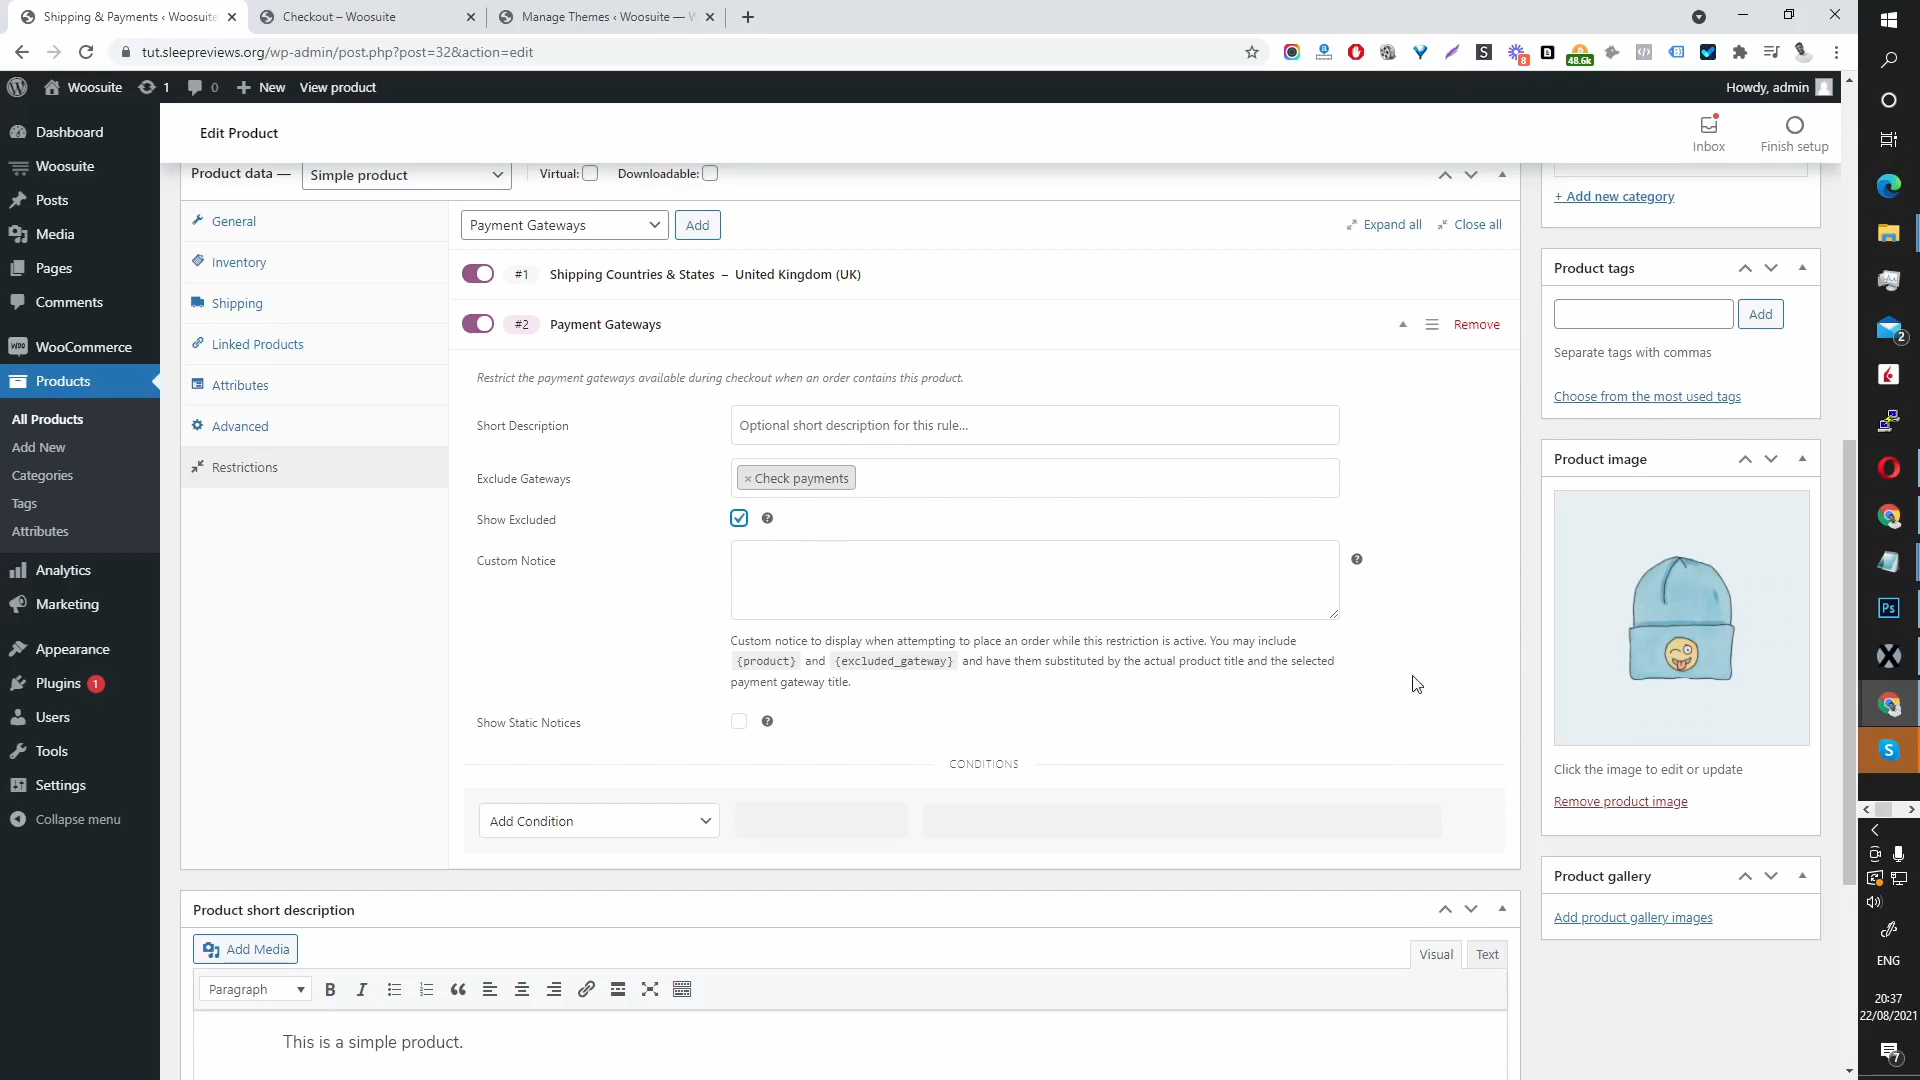 Shipping & Payments ‹ Woosuite
Checkout – Woosuite
Manage Themes ‹ Woosuite — W
tut.sleepreviews.org/wp-admin/post.php?post=32&action=edit
8
48.6k
Woosuite
1
0
New
View product
Howdy, admin
Edit Product
Inbox
Finish setup
Dashboard
Woosuite
Posts
Media
Pages
Comments
WooCommerce
Products
All Products
Add New
Categories
Tags
Attributes
Analytics
Marketing
Appearance
Plugins 1
Users
Tools
Settings
Collapse menu
Product data —
Simple product
Virtual:
Downloadable:
General
Inventory
Shipping
Linked Products
Attributes
Advanced
Restrictions
Payment Gateways
Add
Expand all
Close all
#1 Shipping Countries & States – United Kingdom (UK)
#2 Payment Gateways
Remove
Restrict the payment gateways available during checkout when an order contains this product.
Short Description
Optional short description for this rule...
Exclude Gateways
× Check payments
Show Excluded
Custom Notice
Custom notice to display when attempting to place an order while this restriction is active. You may include
{product} and {excluded_gateway} and have them substituted by the actual product title and the selected
payment gateway title.
Show Static Notices
CONDITIONS
Add Condition
Product short description
Add Media
Visual
Text
Paragraph
This is a simple product.
+ Add new category
Product tags
Add
Separate tags with commas
Choose from the most used tags
Product image
Click the image to edit or update
Remove product image
Product gallery
Add product gallery images
2
Ps
S
ENG
20:37
22/08/2021
7